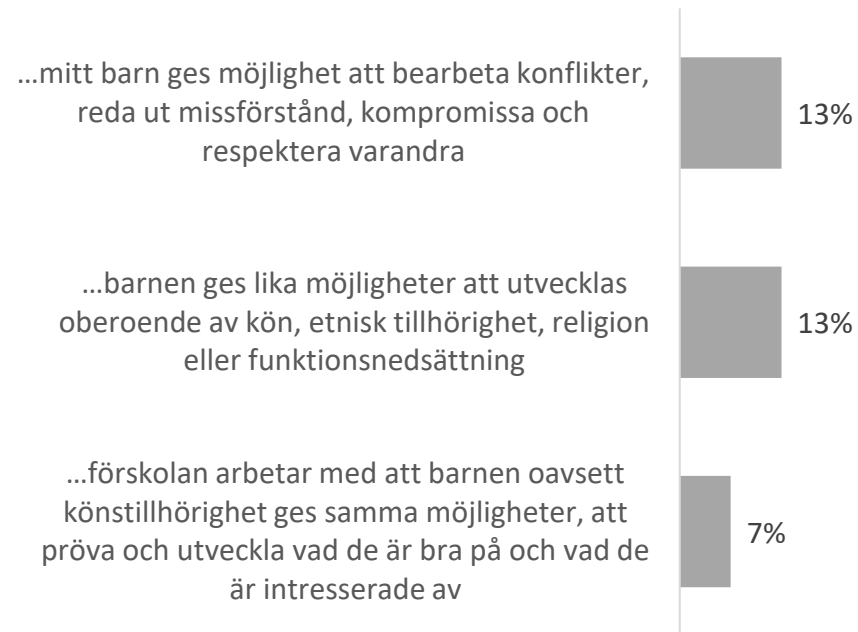 …mitt barn ges möjlighet att bearbeta konflikter,
reda ut missförstånd, kompromissa och
respektera varandra
13%
…barnen ges lika möjligheter att utvecklas
oberoende av kön, etnisk tillhörighet, religion
eller funktionsnedsättning
13%
…förskolan arbetar med att barnen oavsett
könstillhörighet ges samma möjligheter, att
pröva och utveckla vad de är bra på och vad de
är intresserade av
7%